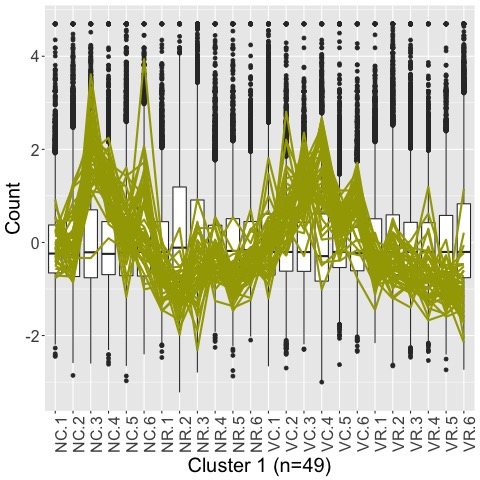 4
2
0
-2
Count
NC.1
NC.2
NC.3
NC.4
NC.5
NC.6
NR.1
NR.2
NR.3
NR.4
NR.5
NR.6
VC.1
VC.2
VC.3
VC.4
VC.5
VC.6
VR.1
VR.2
VR.3
VR.4
VR.5
VR.6
Cluster 1 (n=49)